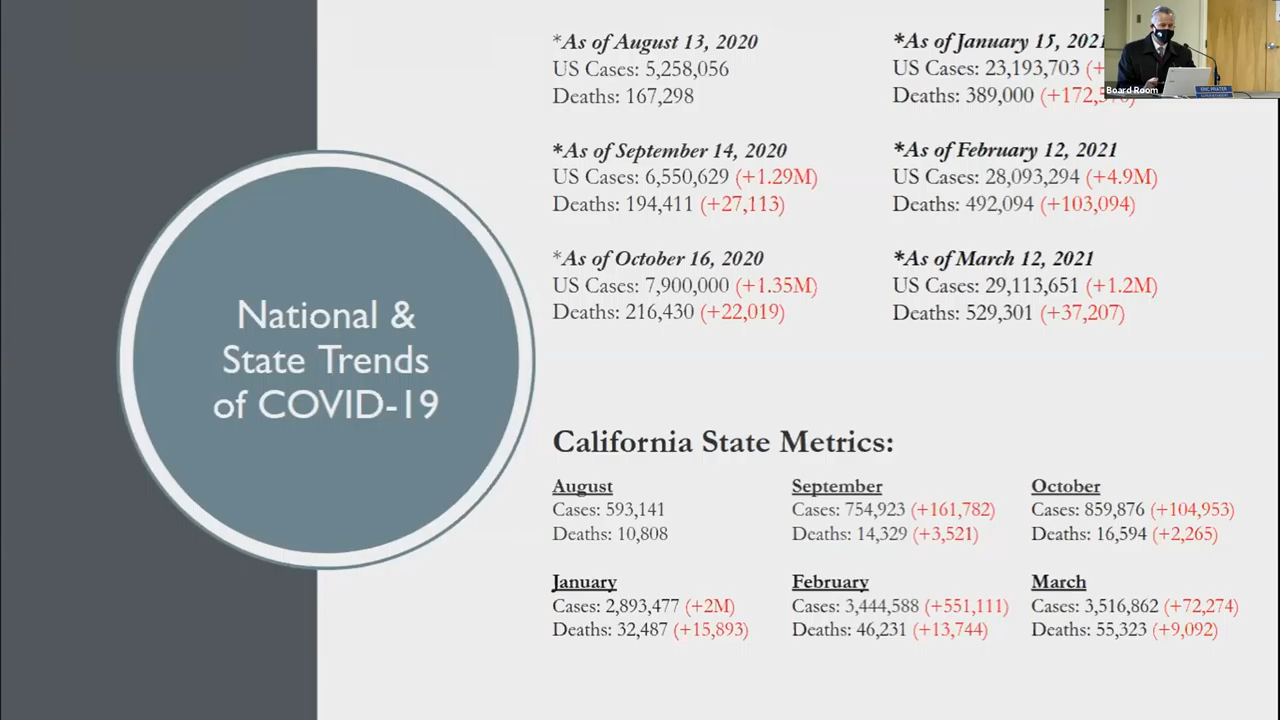 National &
State Trends
of COVID-19
*As of August 13, 2020
US Cases: 5,258,056
Deaths: 167,298
*As of September 14, 2020
US Cases: 6,550,629 (+1.29M)
Deaths: 194,411 (+27,113)
*As of October 16, 2020
US Cases: 7,900,000 (+1.35M)
Deaths: 216,430 (+22,019)
*As of January 15, 2021
US Cases: 23,193,703 (+
Deaths: 389,000 (+172,570)
*As of February 12, 2021
US Cases: 28,093,294 (+4.9M)
Deaths: 492,094 (+103,094)
*As of March 12, 2021
US Cases: 29,113,651 (+1.2M)
Deaths: 529,301 (+37,207)
California State Metrics:
August
Cases: 593,141
Deaths: 10,808
September
Cases: 754,923 (+161,782)
Deaths: 14,329 (+3,521)
October
Cases: 859,876 (+104,953)
Deaths: 16,594 (+2,265)
January
Cases: 2,893,477 (+2M)
Deaths: 32,487 (+15,893)
February
Cases: 3,444,588 (+551,111)
Deaths: 46,231 (+13,744)
March
Cases: 3,516,862 (+72,274)
Deaths: 55,323 (+9,092)
Board Room
ERIC PRATER